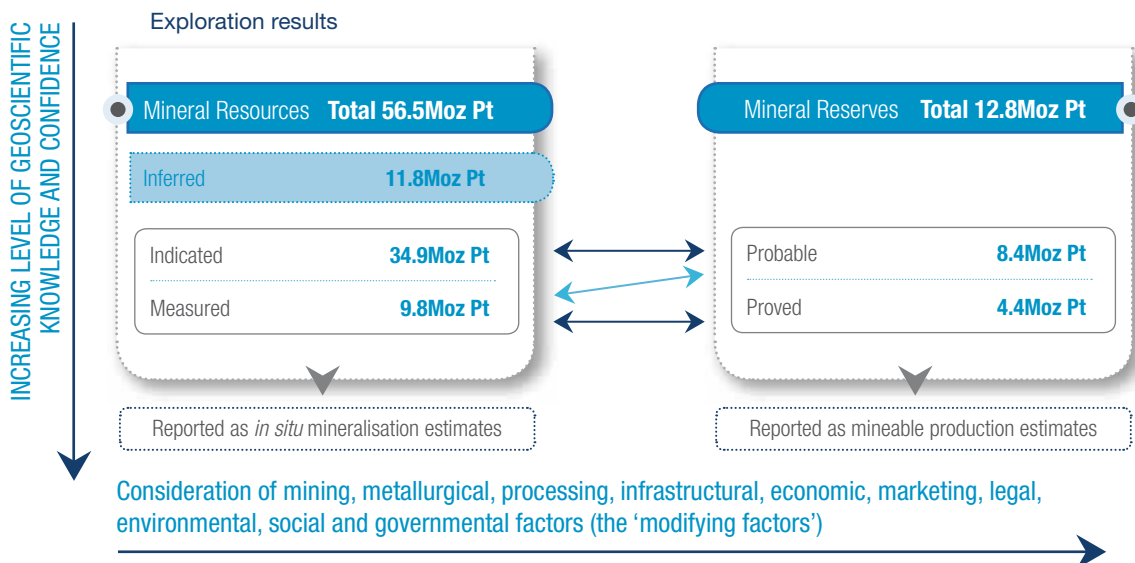 INCREASING LEVEL OF GEOSCIENTIFIC
KNOWLEDGE AND CONFIDENCE
Exploration results
Mineral Resources Total 56.5Moz Pt
Inferred 11.8Moz Pt
Indicated 34.9Moz Pt
Measured 9.8Moz Pt
Reported as in situ mineralisation estimates
Mineral Reserves Total 12.8Moz Pt
Probable 8.4Moz Pt
Proved 4.4Moz Pt
Reported as mineable production estimates
Consideration of mining, metallurgical, processing, infrastructural, economic, marketing, legal,
environmental, social and governmental factors (the ‘modifying factors’)